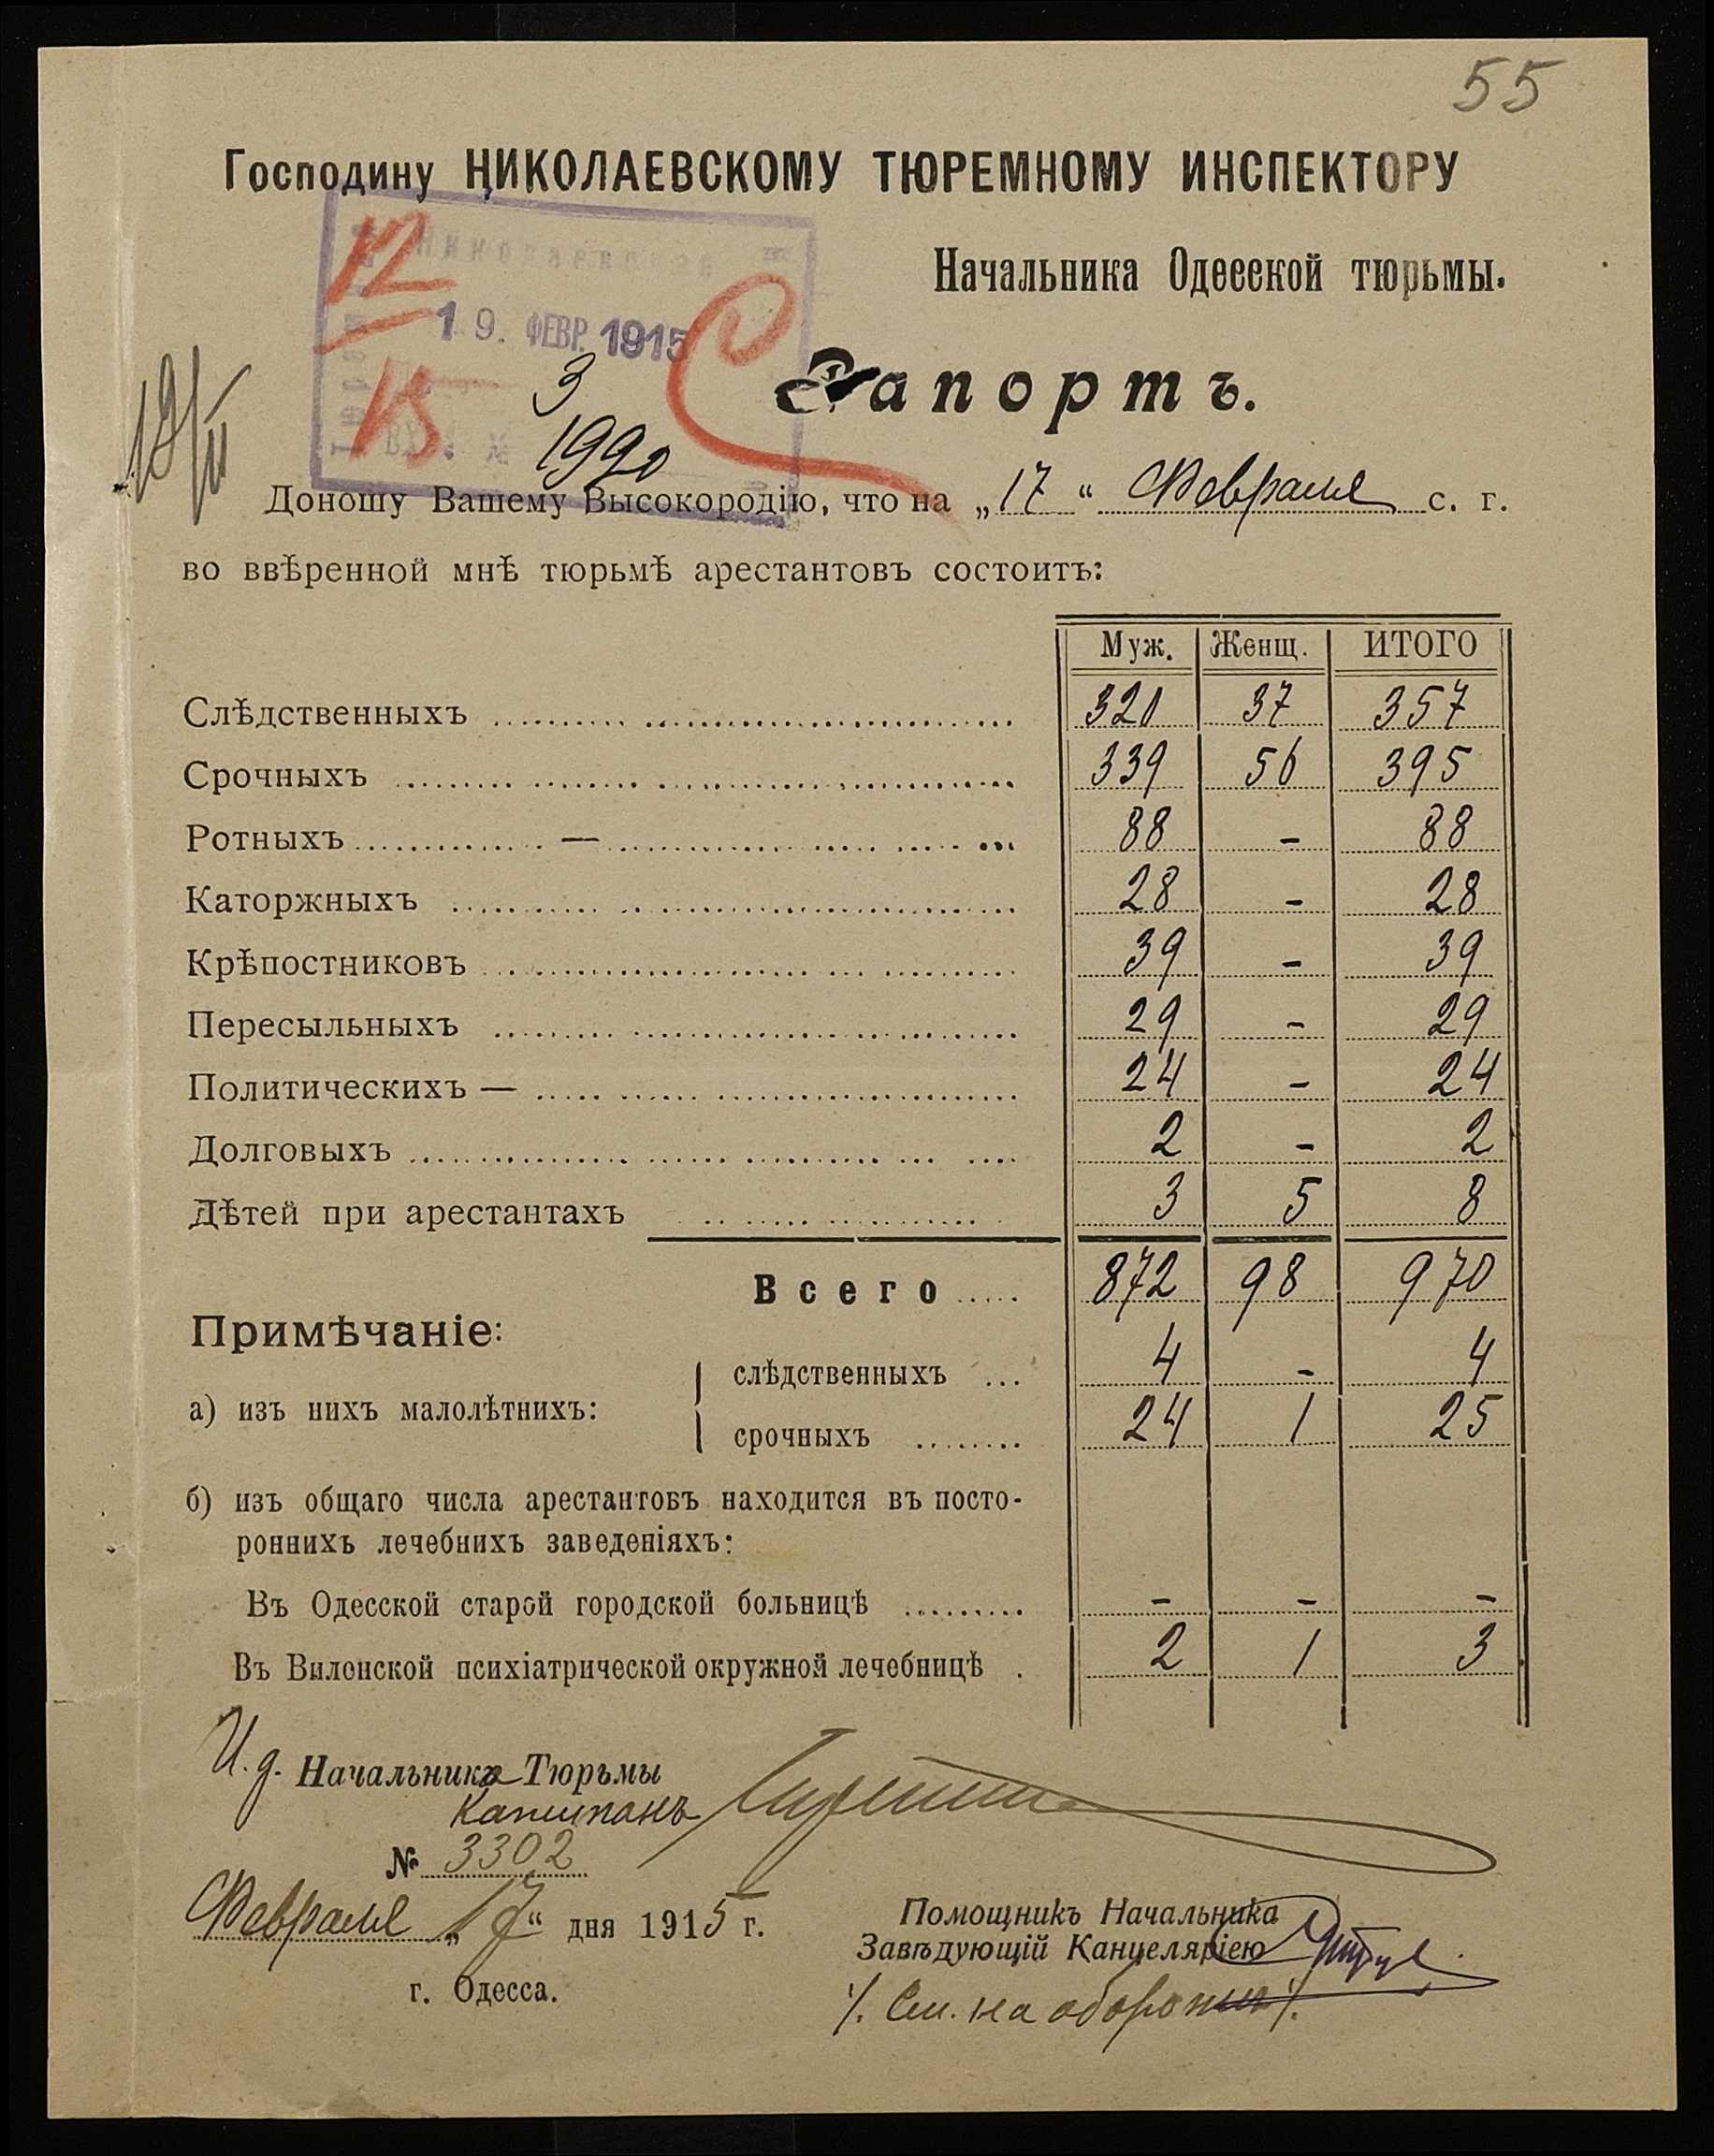 55
Господину НИКОЛАЕВСКОМУ ТЮРЕМНОМУ ИНСПЕКТОРУ
Николаевская
Начальника Одесской тюрьмы.
12
19. ФЕВР. 1915
3
Рапортъ.
15
19/II
1990
Доношу Вашему Высокородію, что на „17“ Февраля с. г.
во ввѣренной мнѣ тюрьмѣ арестантовъ состоитъ:
Муж. Женщ. ИТОГО
Слѣдственныхъ 320 37 357
Срочныхъ 339 56 395
Ротныхъ — 88 - 88
Каторжныхъ 28 - 28
Крѣпостниковъ 39 - 39
Пересыльныхъ 29 - 29
Политическихъ — 24 - 24
Долговыхъ 2 - 2
Дѣтей при арестантахъ 3 5 8
Всего 872 98 970
Примѣчаніе:
слѣдственныхъ 4 - 4
а) изъ нихъ малолѣтнихъ:
срочныхъ 24 1 25
б) изъ общаго числа арестантовъ находится въ посто-
роннихъ лечебнихъ заведеніяхъ:
Въ Одесской старой городской больницѣ - - -
Въ Виленской психіатрической окружной лечебницѣ 2 1 3
И. д. Начальника Тюрьмы
Капитанъ
№ 3302
Февраля „17“ дня 1915 г.
Помощникъ Начальника
Завѣдующій Канцеляріею
г. Одесса.
%. См. на оборотѣ %.